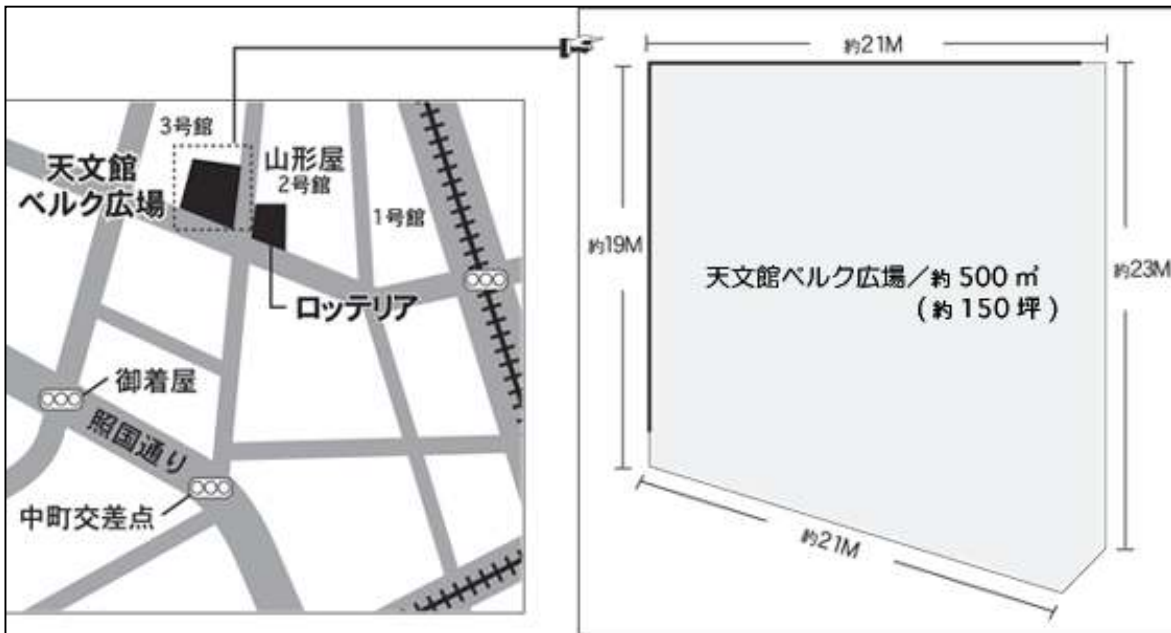 3号館
天文館
ベルク広場
山形屋
2号館
1号館
ロッテリア
御着屋
照国通り
中町交差点
約21M
約19M
天文館ベルク広場/約 500 ㎡
( 約 150 坪 )
約23M
約21M